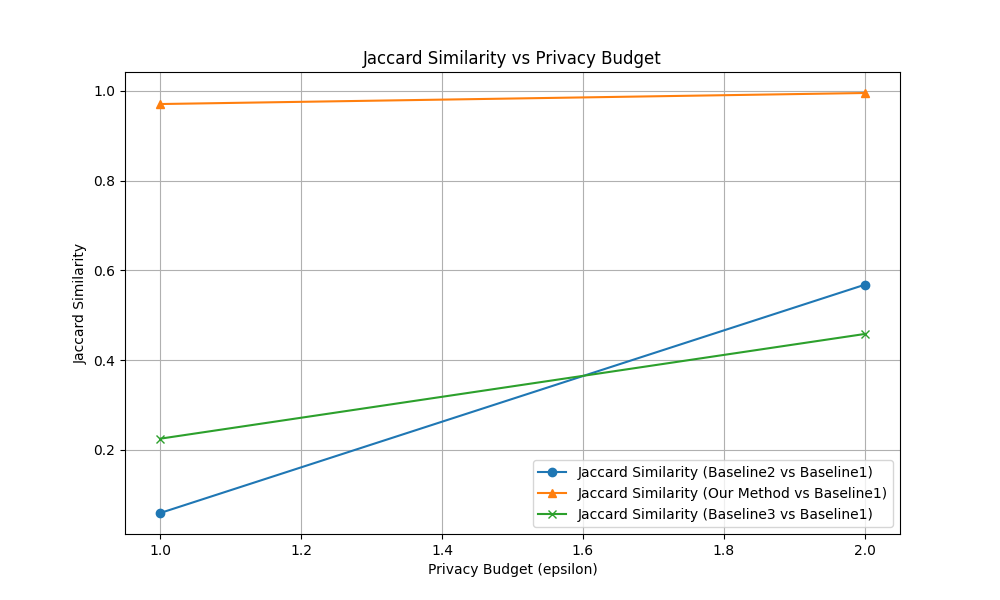 Jaccard Similarity vs Privacy Budget
Jaccard Similarity
1.0
0.8
0.6
0.4
0.2
Jaccard Similarity (Baseline2 vs Baseline1)
Jaccard Similarity (Our Method vs Baseline1)
Jaccard Similarity (Baseline3 vs Baseline1)
1.0 1.2 1.4 1.6 1.8 2.0
Privacy Budget (epsilon)